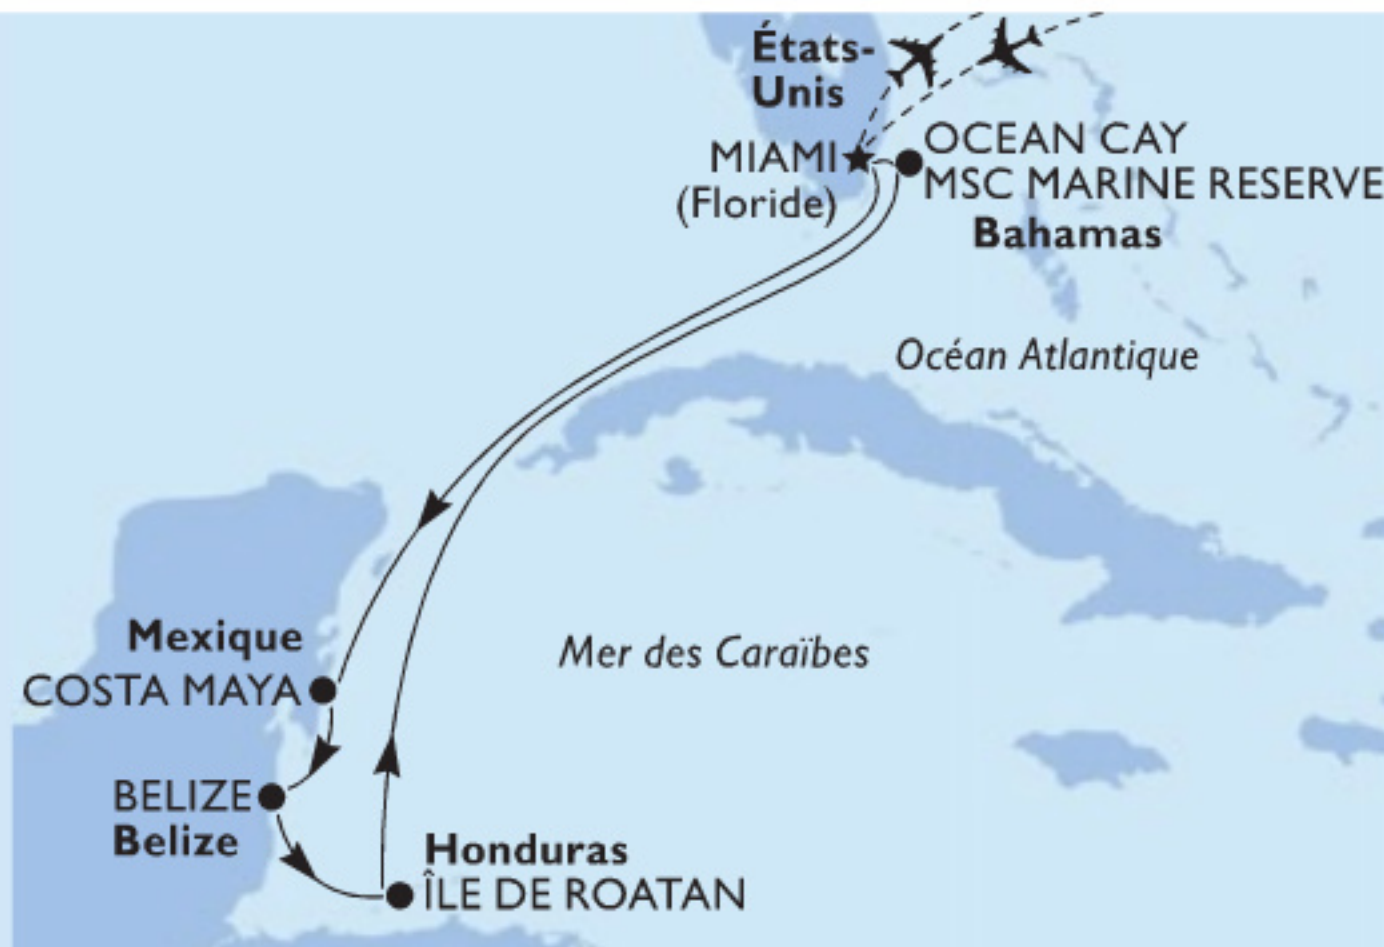 États-
Unis
MIAMI
(Floride)
OCEAN CAY
MSC MARINE RESERVE
Bahamas
Océan Atlantique
Mexique
COSTA MAYA
Mer des Caraïbes
BELIZE
Belize
Honduras
ÎLE DE ROATAN